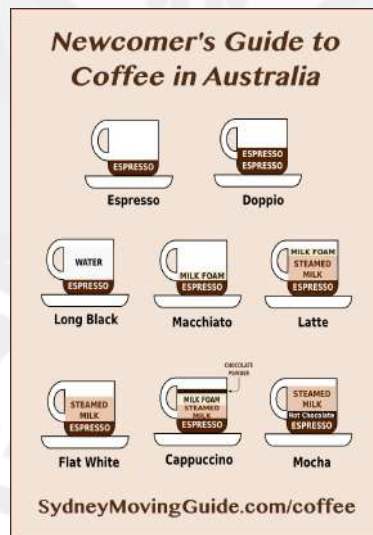 Newcomer's Guide to
Coffee in Australia
ESPRESSO
Espresso
ESPRESSO
ESPRESSO
Doppio
WATER
ESPRESSO
Long Black
MILK FOAM
ESPRESSO
Macchiato
MILK FOAM
STEAMED
MILK
ESPRESSO
Latte
STEAMED
MILK
ESPRESSO
Flat White
CHOCOLATE
POWDER
MILK FOAM
STEAMED
MILK
ESPRESSO
Cappuccino
STEAMED
MILK
Hot Chocolate
ESPRESSO
Mocha
SydneyMovingGuide.com/coffee